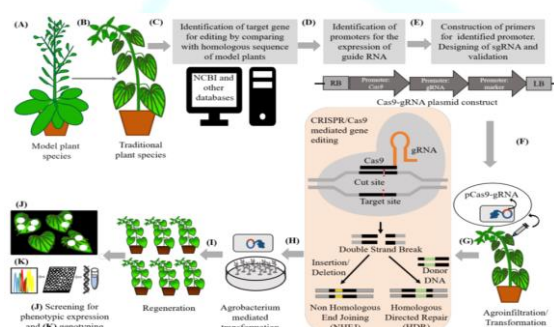 (A)
(B)
(C)
(D)
(E)
Identification of target gene
for editing by comparing
with homologous sequence
of model plants
Identification of
promoters for the
expression of
guide RNA
Construction of primers
for identified promoter.
Designing of sgRNA and
validation
NCBI and
other
databases
RB
Promoter:
Cas9
Promoter:
gRNA
Promoter:
marker
LB
Cas9-gRNA plasmid construct
Model plant
species
Traditional
plant species
CRISPR/Cas9
mediated gene
editing
gRNA
Cas9
Cut site
Target site
Double Strand Break
Insertion/
Deletion
Donor
DNA
Non Homologous
End Joining
(NHEJ)
Homologous
Directed Repair
(HDR)
(F)
pCas9-gRNA
(G)
Agroinfiltration/
Transformation
(H)
Agrobacterium
mediated
transformation
(I)
Regeneration
(J)
(K)
(J) Screening for
phenotypic expression
and (K) genotyping